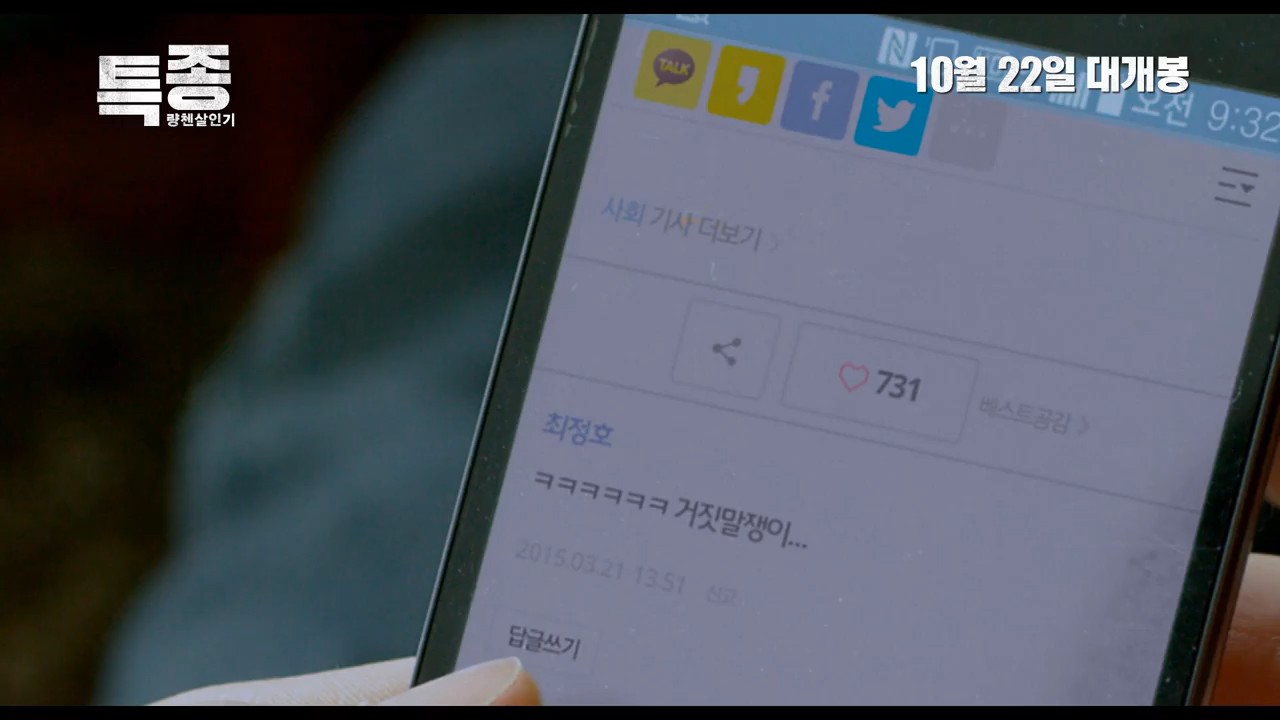 특종
량첸살인기
10월 22일 대개봉
오전 9:32
TALK
사회 기사 더보기
731 베스트공감
최정호
ㅋㅋㅋㅋㅋㅋ 거짓말쟁이...
2015.03.21 13:51 신고
답글쓰기